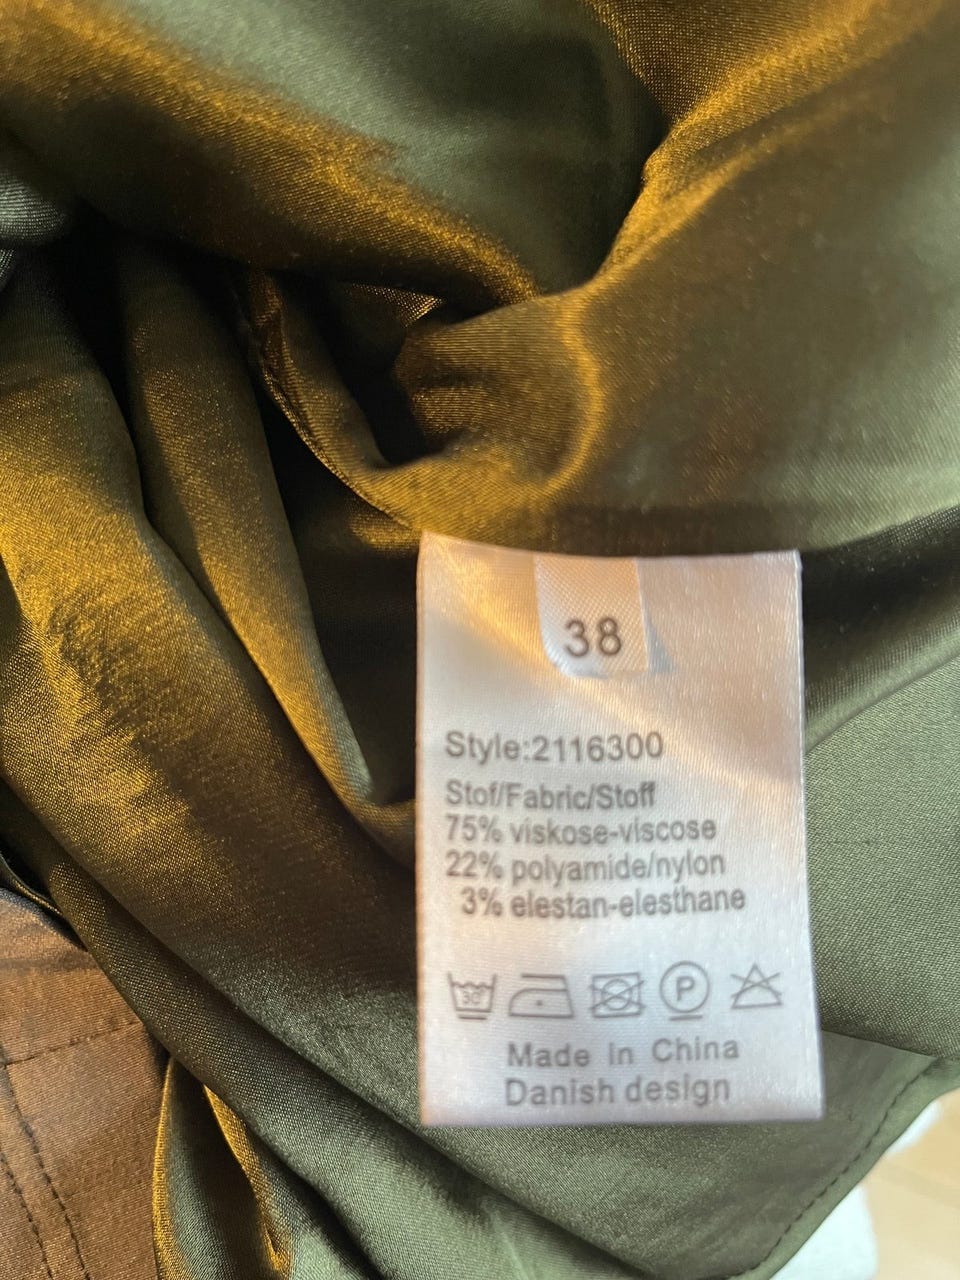 38
Style:2116300
Stof/Fabric/Stoff
75% viskose-viscose
22% polyamide/nylon
3% elestan-elesthane
30°
P
Made In China
Danish design